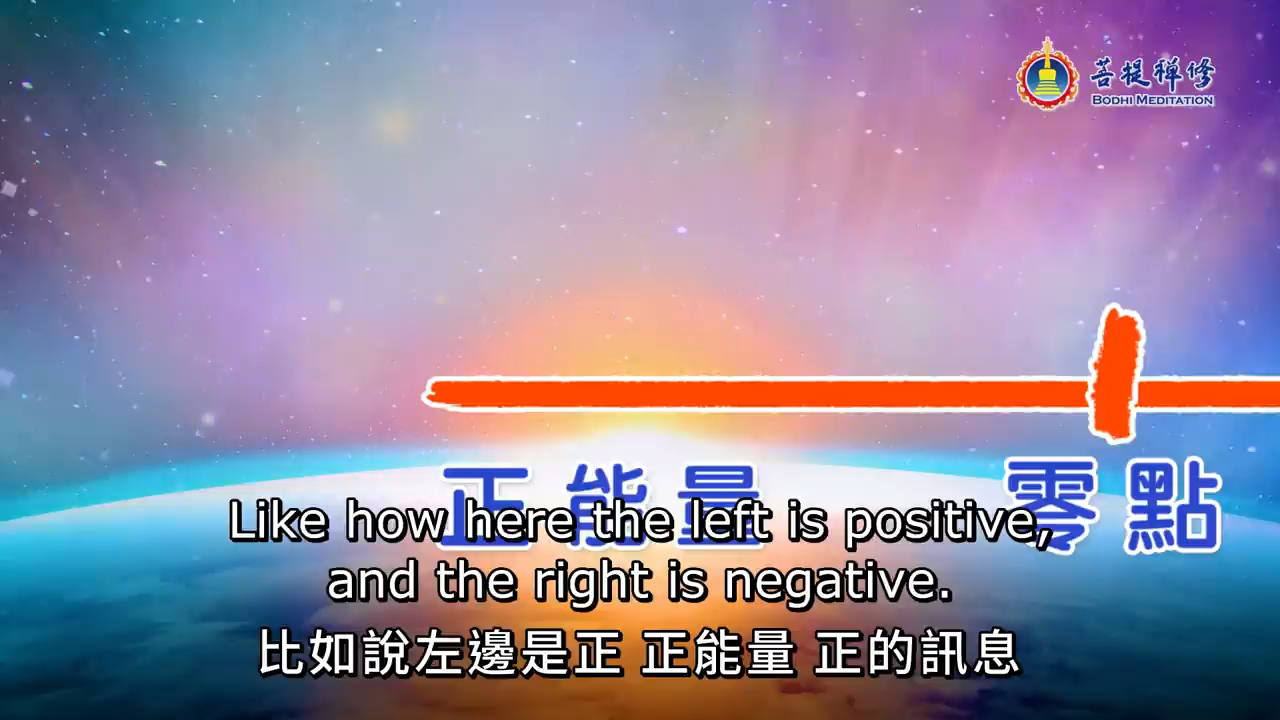 菩提禪修
BODHI MEDITATION
正能量
零點
Like how here the left is positive,
and the right is negative.
比如說左邊是正 正能量 正的訊息